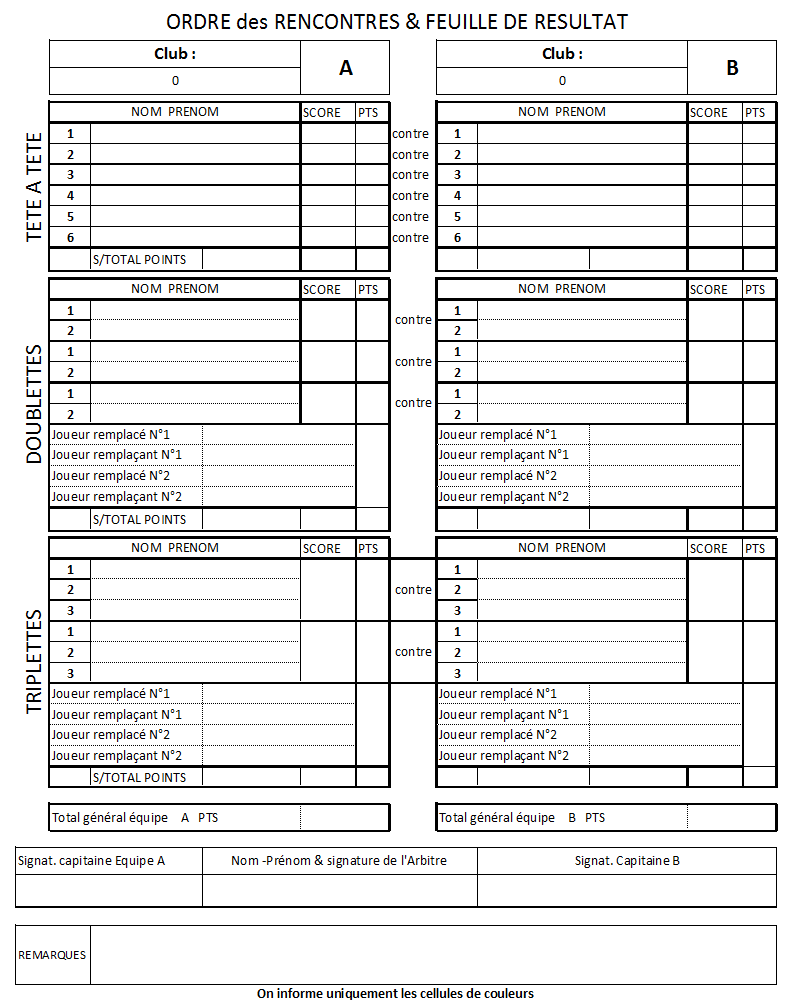 ORDRE des RENCONTRES & FEUILLE DE RESULTAT
Club : A Club : B
0 0
NOM PRENOM SCORE PTS NOM PRENOM SCORE PTS
TETE A TETE
1 contre 1
2 contre 2
3 contre 3
4 contre 4
5 contre 5
6 contre 6
S/TOTAL POINTS
NOM PRENOM SCORE PTS NOM PRENOM SCORE PTS
DOUBLETTES
1 contre 1
2 2
1 contre 1
2 2
1 contre 1
2 2
Joueur remplacé N°1 Joueur remplacé N°1
Joueur remplaçant N°1 Joueur remplaçant N°1
Joueur remplacé N°2 Joueur remplacé N°2
Joueur remplaçant N°2 Joueur remplaçant N°2
S/TOTAL POINTS
NOM PRENOM SCORE PTS NOM PRENOM SCORE PTS
TRIPLETTES
1 1
2 contre 2
3 3
1 1
2 contre 2
3 3
Joueur remplacé N°1 Joueur remplacé N°1
Joueur remplaçant N°1 Joueur remplaçant N°1
Joueur remplacé N°2 Joueur remplacé N°2
Joueur remplaçant N°2 Joueur remplaçant N°2
S/TOTAL POINTS
Total général équipe A PTS Total général équipe B PTS
Signat. capitaine Equipe A Nom -Prénom & signature de l'Arbitre Signat. Capitaine B
REMARQUES
On informe uniquement les cellules de couleurs